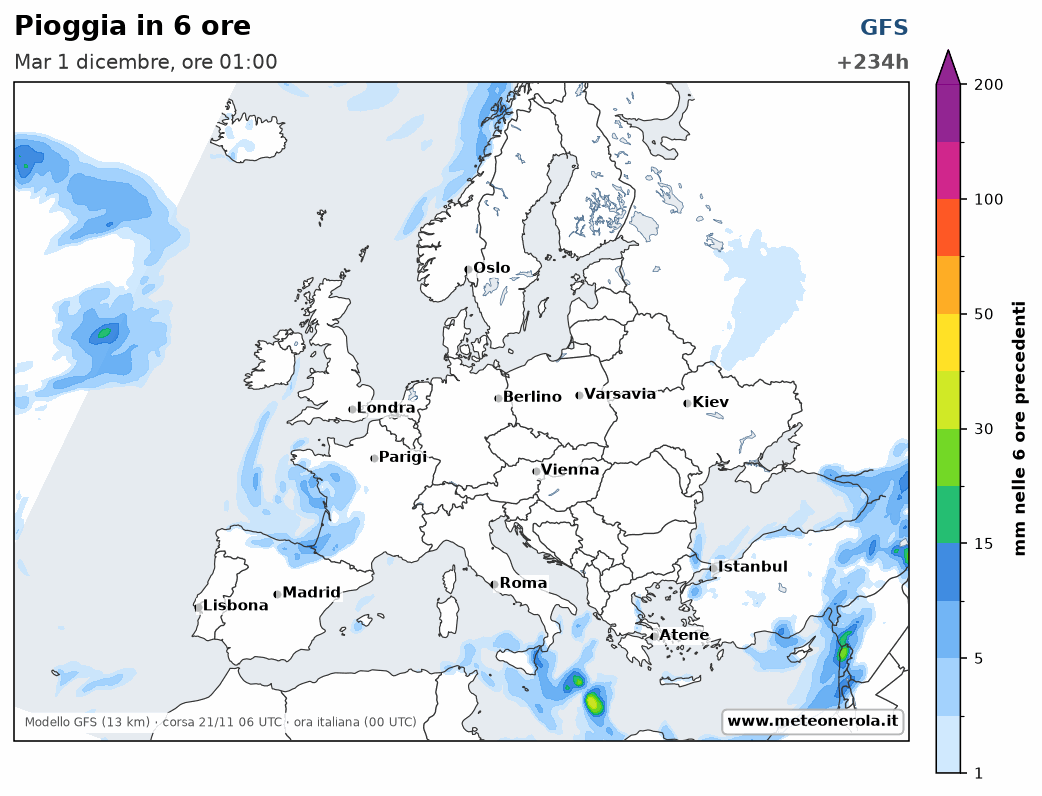 Pioggia in 6 ore
GFS
Mar 1 dicembre, ore 01:00
+234h
Oslo
Berlino
Varsavia
Kiev
Londra
Parigi
Vienna
Istanbul
Roma
Madrid
Lisbona
Atene
Modello GFS (13 km) · corsa 21/11 06 UTC · ora italiana (00 UTC)
www.meteonerola.it
200
100
50
30
15
5
1
mm nelle 6 ore precedenti